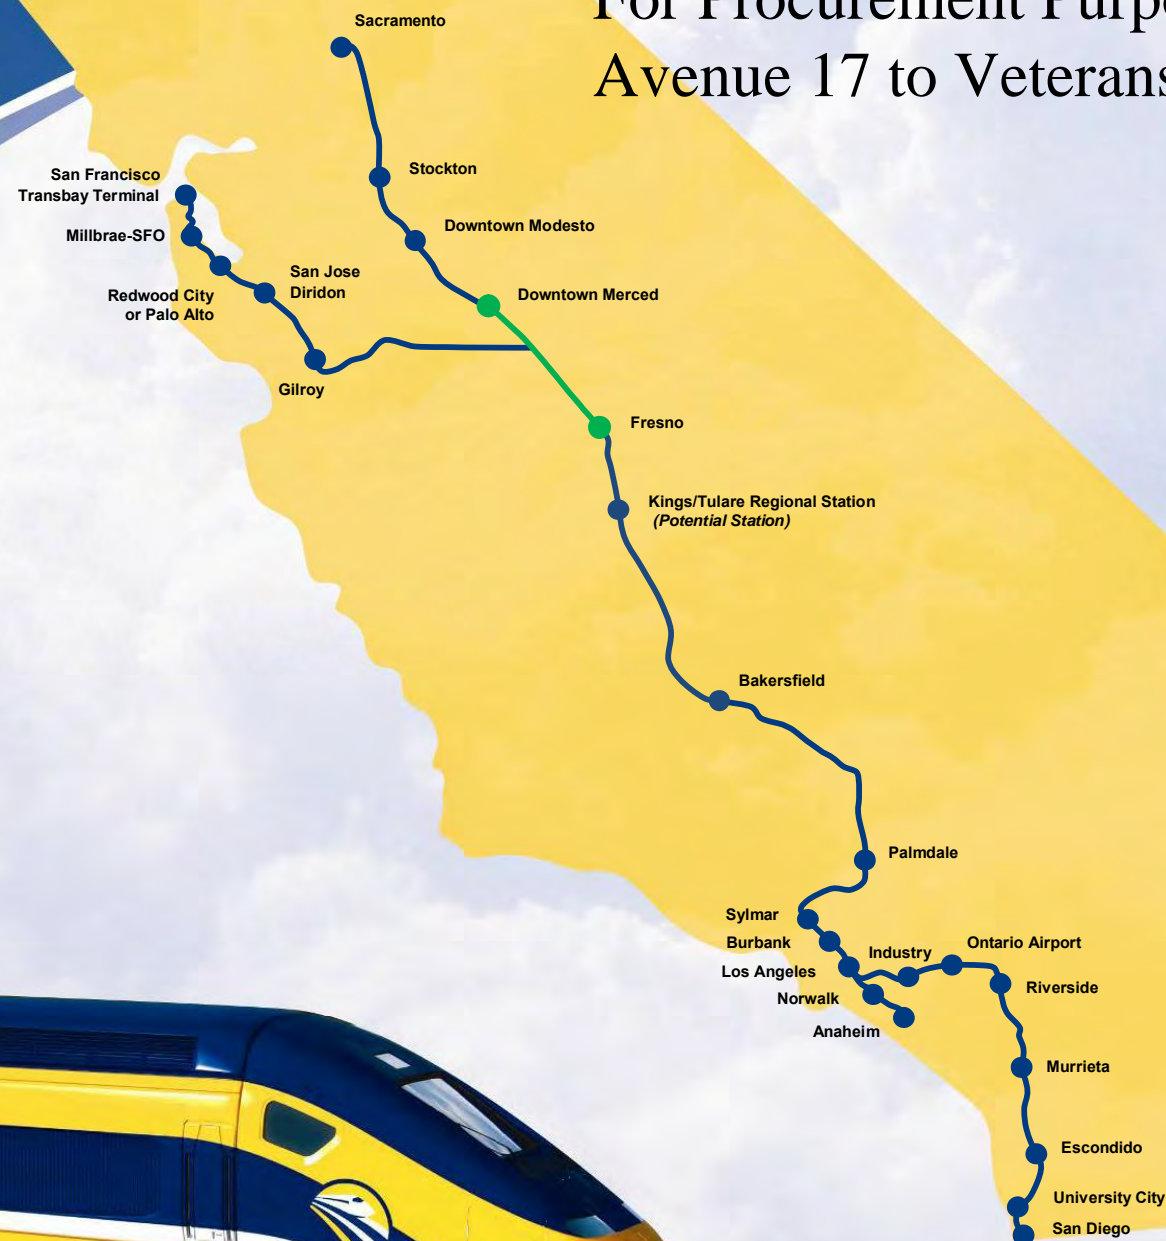 For Procurement
Avenue 17 to Veterans
Sacramento
Stockton
San Francisco
Transbay Terminal
Downtown Modesto
Millbrae-SFO
San Jose
Diridon
Redwood City
or Palo Alto
Downtown Merced
Gilroy
Fresno
Kings/Tulare Regional Station
(Potential Station)
Bakersfield
Palmdale
Sylmar
Burbank
Industry
Ontario Airport
Los Angeles
Riverside
Norwalk
Anaheim
Murrieta
Escondido
University City
San Diego